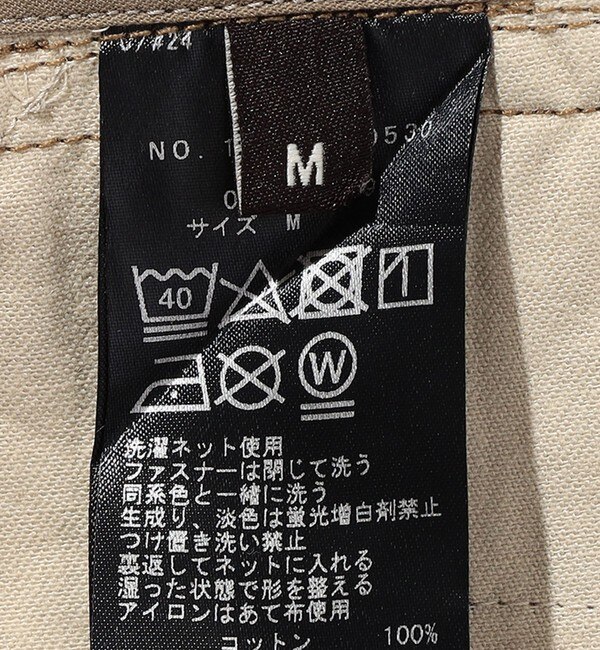 #24
NO.
M
530
サイズ M
40
W
洗濯ネット使用
ファスナーは閉じて洗う
同系色と一緒に洗う
生成り、淡色は蛍光増白剤禁止
つけ置き洗い禁止
裏返してネットに入れる
湿った状態で形を整える
アイロンはあて布使用
コットン 100%